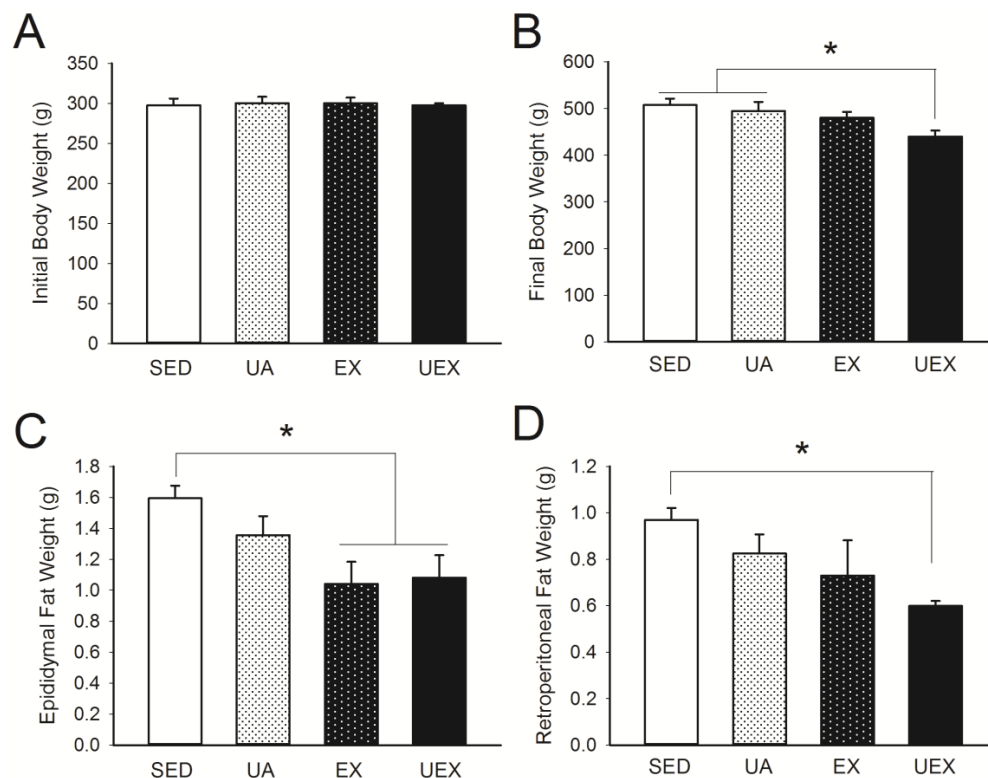 A
Initial Body Weight (g)
350
300
250
200
150
100
50
0
SED UA EX UEX
B
*
Final Body Weight (g)
600
500
400
300
200
100
0
SED UA EX UEX
C
*
Epididymal Fat Weight (g)
1.8
1.6
1.4
1.2
1.0
0.8
0.6
0.4
0.2
0.0
SED UA EX UEX
D
*
Retroperitoneal Fat Weight (g)
1.2
1.0
0.8
0.6
0.4
0.2
0.0
SED UA EX UEX